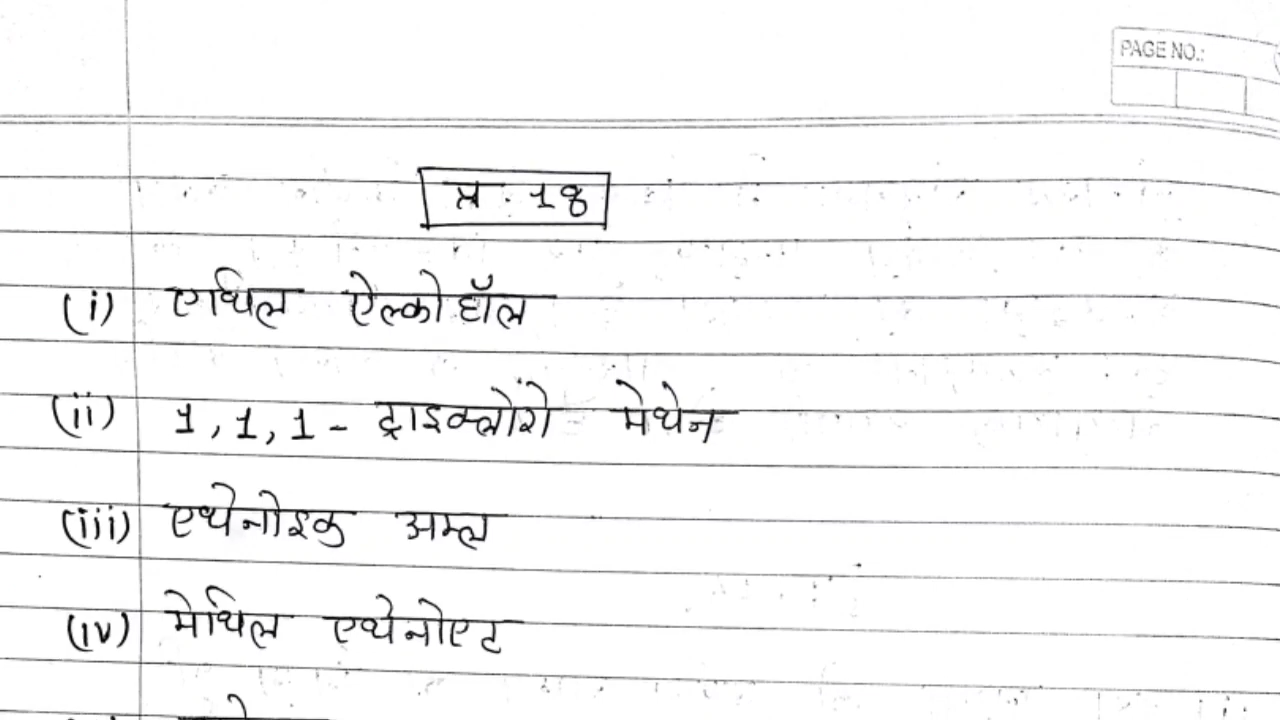 PAGE NO.:
प्र. 18
(i) एथिल ऐल्कोहॉल
(ii) 1,1,1- ट्राइक्लोरो मेथेन
(iii) एथेनोइक अम्ल
(iv) मेथिल एथेनोएट